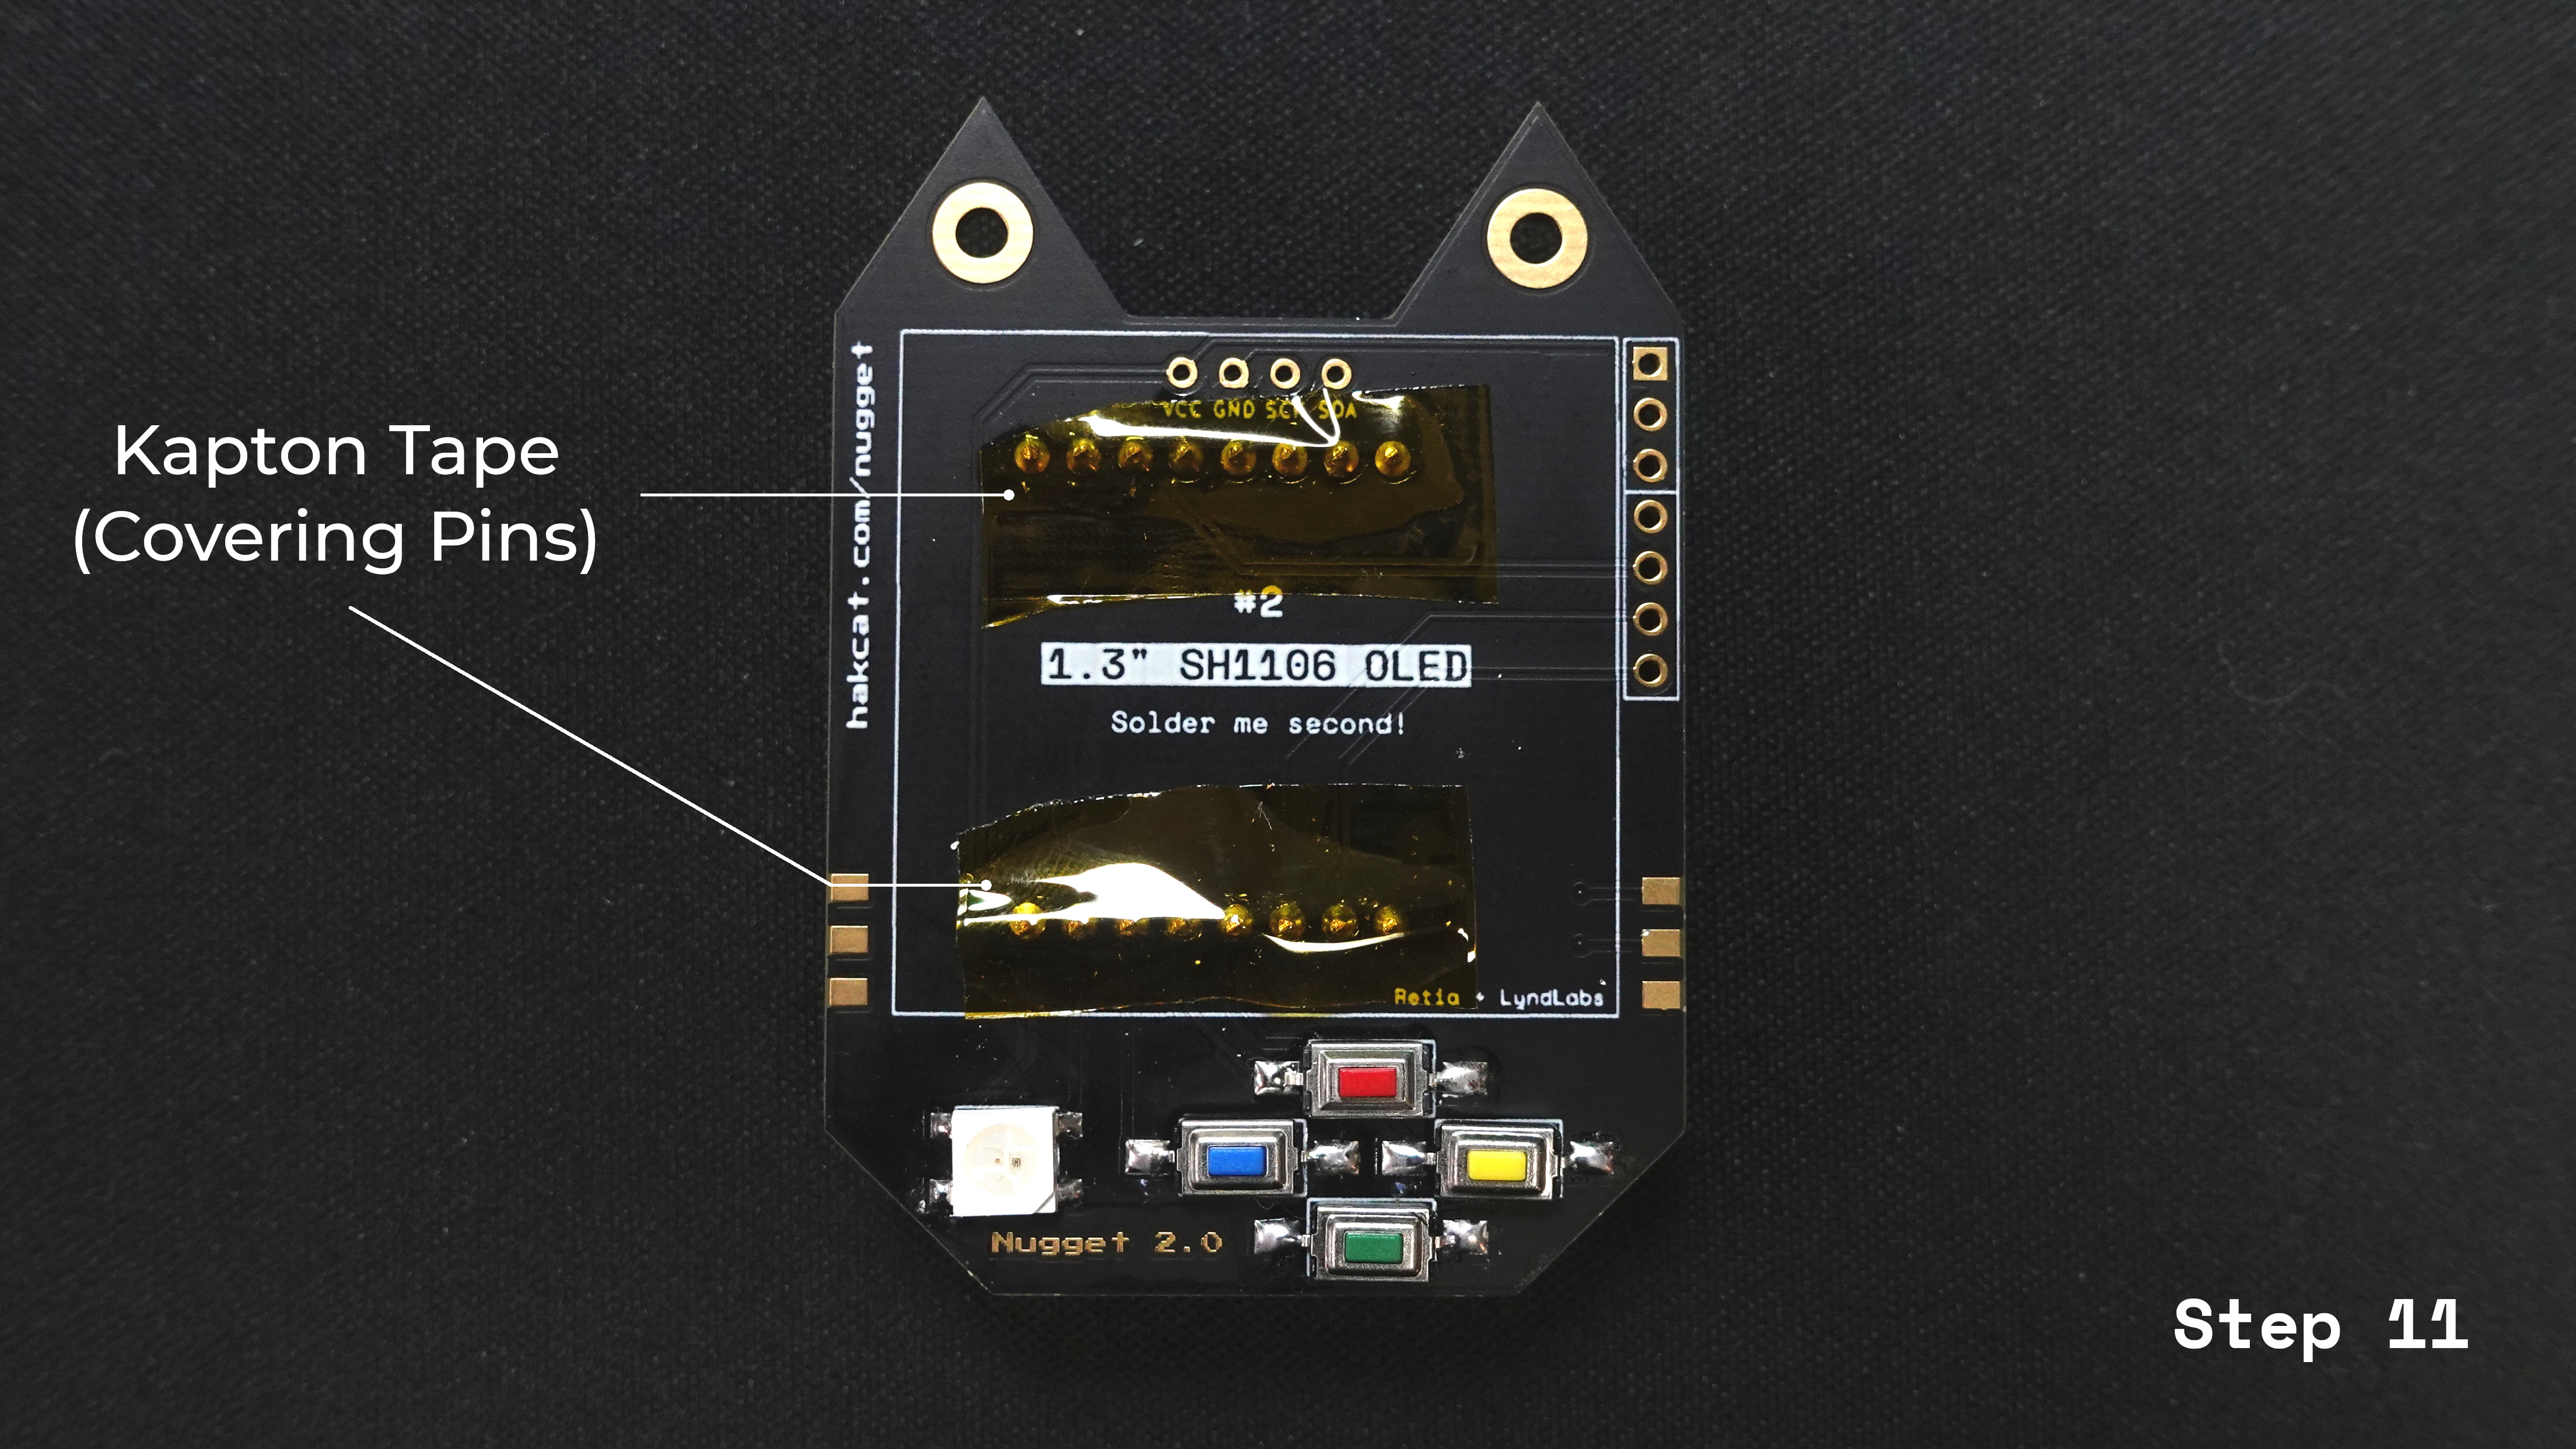 Kapton Tape
(Covering Pins)
hakcat.com/nugget
VCC GND SCL SDA
#2
1.3" SH1106 OLED
Solder me second!
Retia + LyndLabs
Nugget 2.0
Step 11